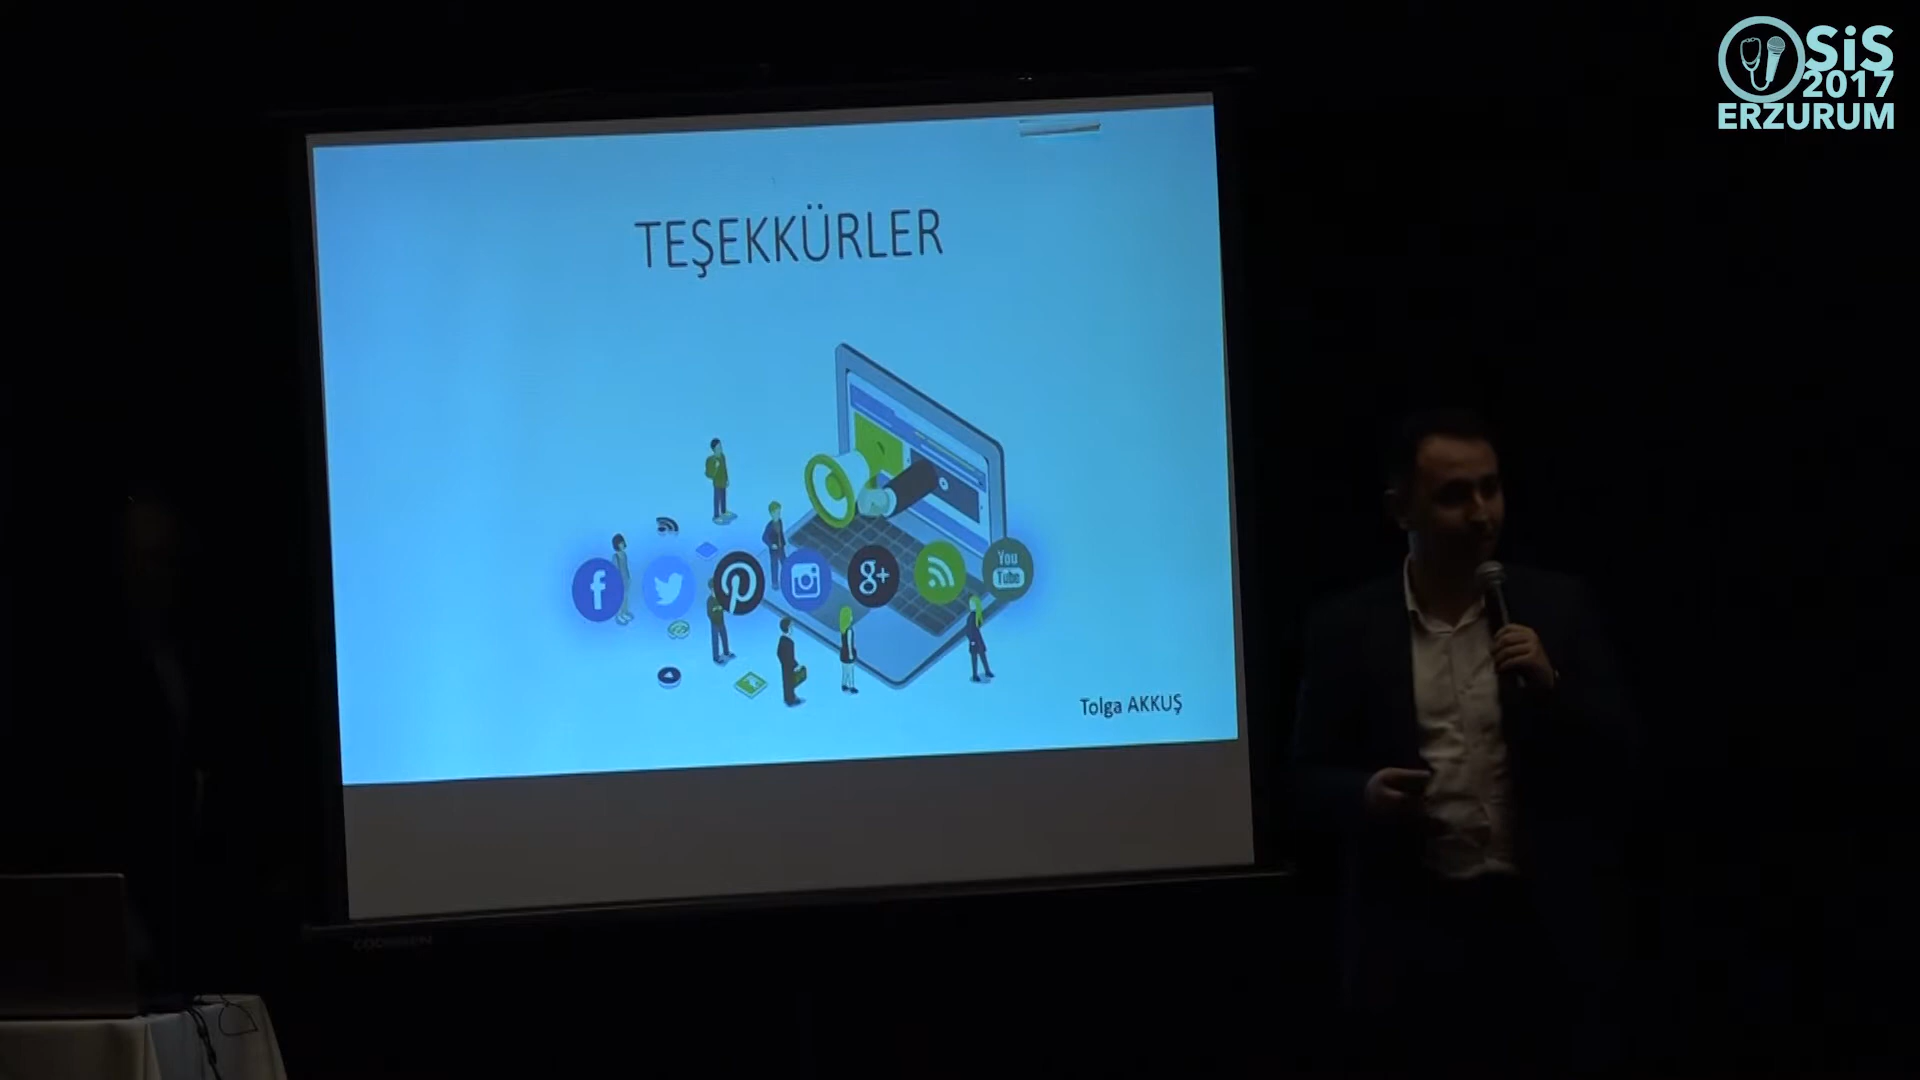 SiS
2017
ERZURUM
TEŞEKKÜRLER
You
Tube
g+
f
Tolga AKKUŞ